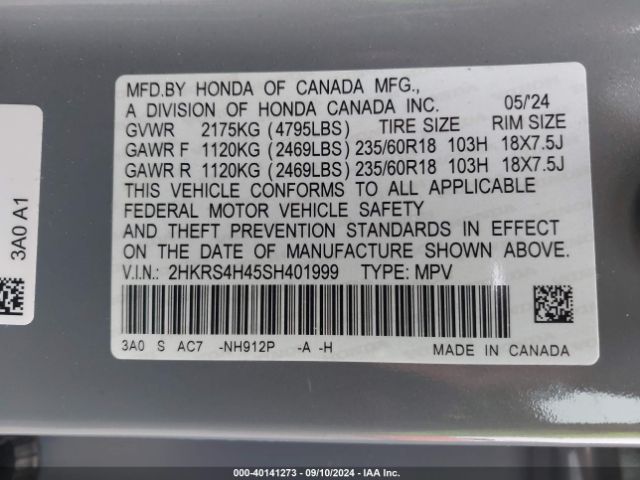 MFD.BY HONDA OF CANADA MFG.,
A DIVISION OF HONDA CANADA INC. 05/'24
GVWR 2175KG (4795LBS) TIRE SIZE RIM SIZE
GAWR F 1120KG (2469LBS) 235/60R18 103H 18X7.5J
GAWR R 1120KG (2469LBS) 235/60R18 103H 18X7.5J
THIS VEHICLE CONFORMS TO ALL APPLICABLE
FEDERAL MOTOR VEHICLE SAFETY
AND THEFT PREVENTION STANDARDS IN EFFECT
ON THE DATE OF MANUFACTURE SHOWN ABOVE.
V.I.N.: 2HKRS4H45SH401999 TYPE: MPV
3A0 S AC7 -NH912P -A -H MADE IN CANADA
3A0 A1
000-40141273 - 09/10/2024 - IAA Inc. All Rights Reserved